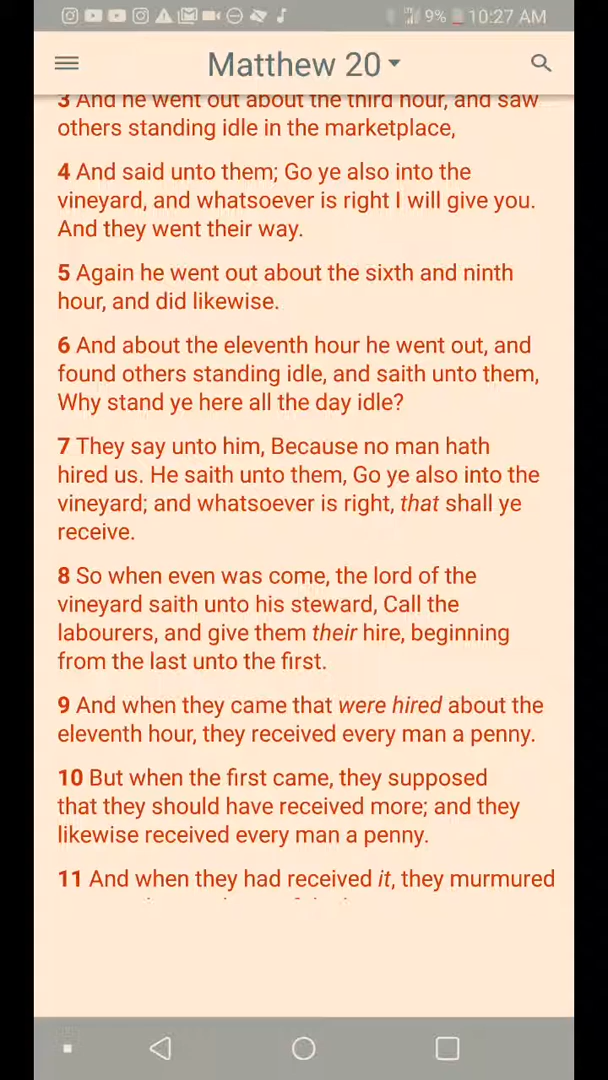 9% 10:27 AM
Matthew 20
3 And he went out about the third hour, and saw
others standing idle in the marketplace,
4 And said unto them; Go ye also into the
vineyard, and whatsoever is right I will give you.
And they went their way.
5 Again he went out about the sixth and ninth
hour, and did likewise.
6 And about the eleventh hour he went out, and
found others standing idle, and saith unto them,
Why stand ye here all the day idle?
7 They say unto him, Because no man hath
hired us. He saith unto them, Go ye also into the
vineyard; and whatsoever is right, that shall ye
receive.
8 So when even was come, the lord of the
vineyard saith unto his steward, Call the
labourers, and give them their hire, beginning
from the last unto the first.
9 And when they came that were hired about the
eleventh hour, they received every man a penny.
10 But when the first came, they supposed
that they should have received more; and they
likewise received every man a penny.
11 And when they had received it, they murmured